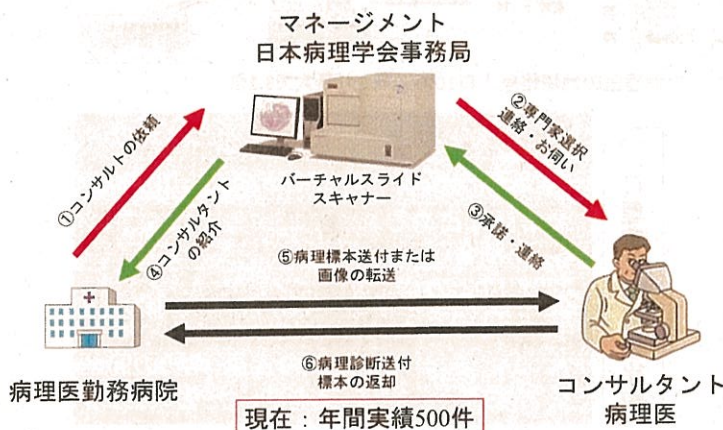 マネージメント
日本病理学会事務局
①コンサルトの依頼
②専門家選択
連絡・お伺い
バーチャルスライド
スキャナー
③承諾・連絡
④コンサルタント
の紹介
⑤病理標本送付または
画像の転送
⑥病理診断送付
標本の返却
病理医勤務病院
コンサルタント
病理医
現在：年間実績500件